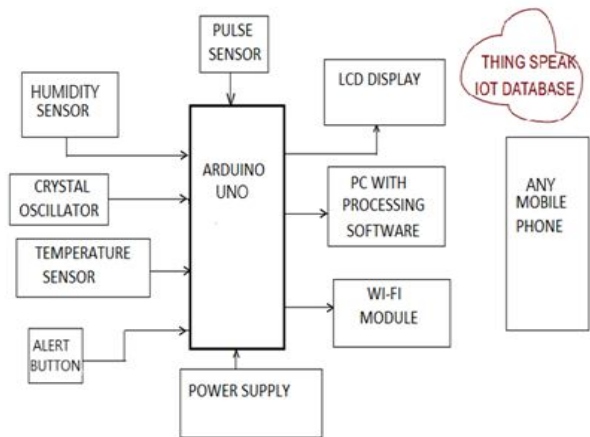 PULSE
SENSOR
HUMIDITY
SENSOR
CRYSTAL
OSCILLATOR
TEMPERATURE
SENSOR
ALERT
BUTTON
ARDUINO
UNO
POWER SUPPLY
LCD DISPLAY
PC WITH
PROCESSING
SOFTWARE
WI-FI
MODULE
THING SPEAK
IOT DATABASE
ANY
MOBILE
PHONE